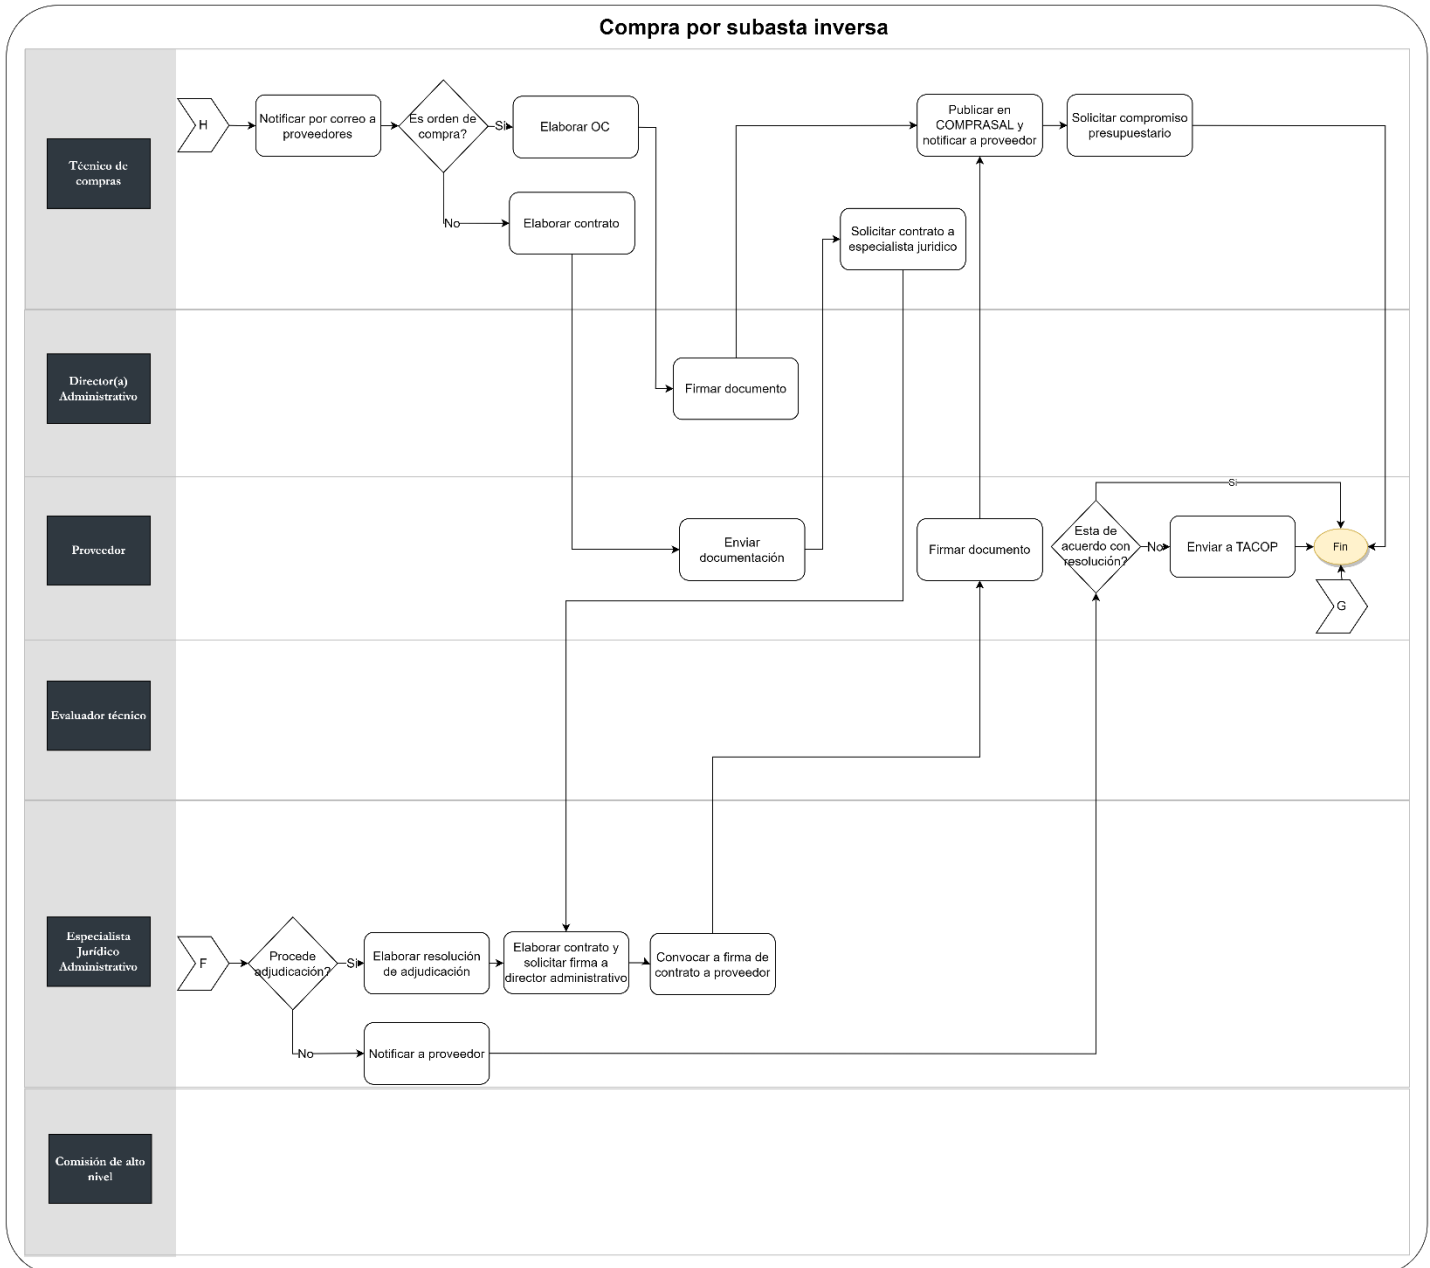 Compra por subasta inversa
Técnico de
compras
H
Notificar por correo a
proveedores
Es orden de
compra?
Si
Elaborar OC
No
Elaborar contrato
Publicar en
COMPRASAL y
notificar a proveedor
Solicitar compromiso
presupuestario
Solicitar contrato a
especialista juridico
Director(a)
Administrativo
Firmar documento
Proveedor
Enviar
documentación
Firmar documento
Esta de
acuerdo con
resolución?
Si
No
Enviar a TACOP
Fin
G
Evaluador técnico
Especialista
Jurídico
Administrativo
F
Procede
adjudicación?
Si
Elaborar resolución
de adjudicación
Elaborar contrato y
solicitar firma a
director administrativo
Convocar a firma de
contrato a proveedor
No
Notificar a proveedor
Comisión de alto
nivel